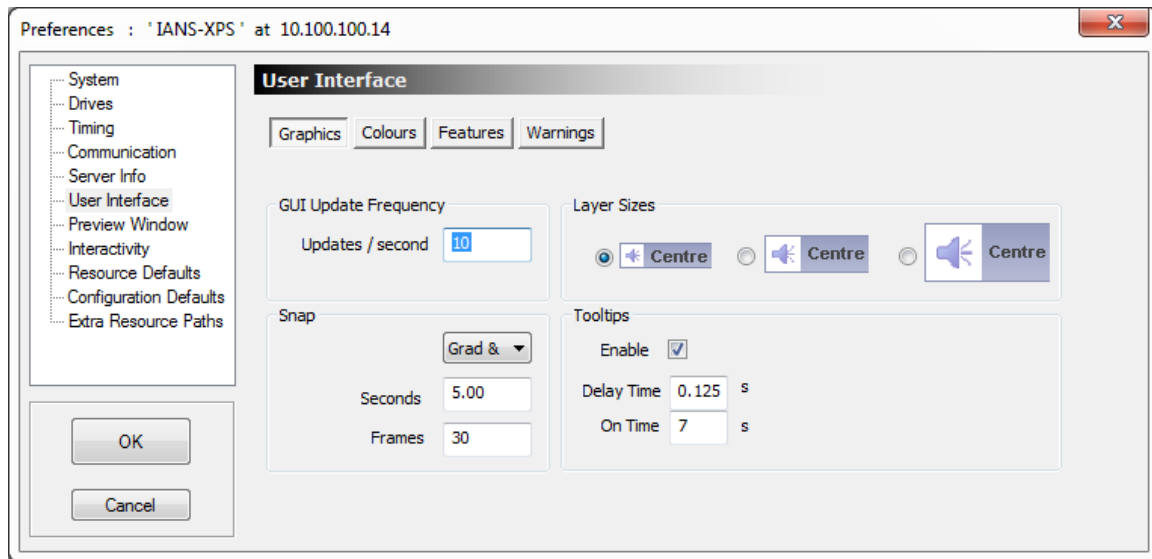 Preferences : 'IANS-XPS' at 10.100.100.14
System
Drives
Timing
Communication
Server Info
User Interface
Preview Window
Interactivity
Resource Defaults
Configuration Defaults
Extra Resource Paths
OK
Cancel
User Interface
Graphics Colours Features Warnings
GUI Update Frequency
Updates / second 10
Layer Sizes
Centre Centre Centre
Snap
Grad &
Seconds 5.00
Frames 30
Tooltips
Enable
Delay Time 0.125 s
On Time 7 s